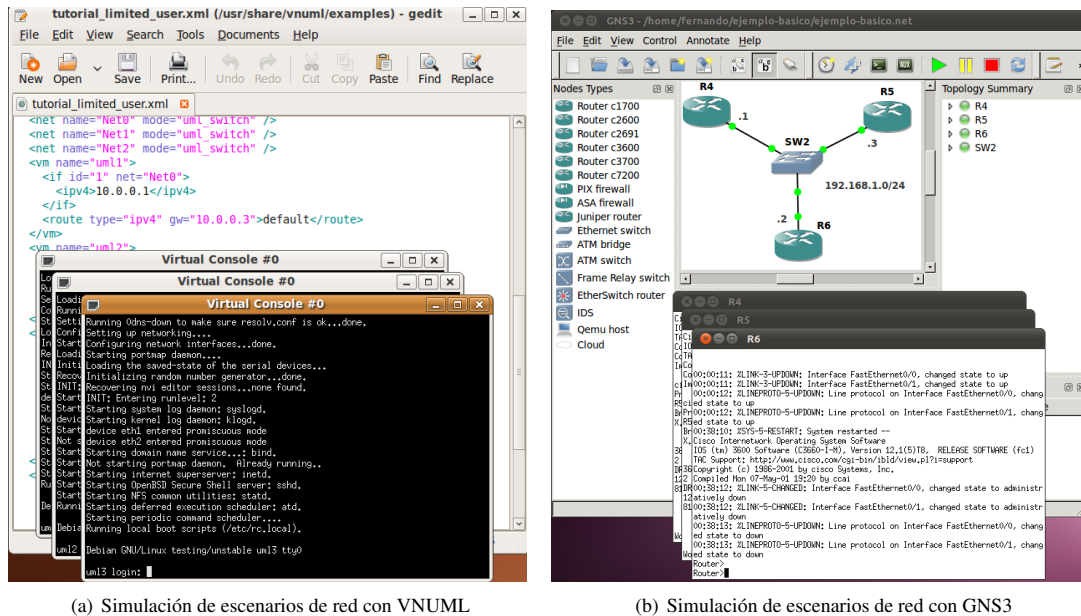 tutorial_limited_user.xml (/usr/share/vnuml/examples) - gedit
File Edit View Search Tools Documents Help
New Open Save Print... Undo Redo Cut Copy Paste Find Replace
tutorial_limited_user.xml
<net name="Net0" mode="uml_switch" />
<net name="Net1" mode="uml_switch" />
<net name="Net2" mode="uml_switch" />
<vm name="uml1">
<if id="1" net="Net0">
<ipv4>10.0.0.1</ipv4>
</if>
<route type="ipv4" gw="10.0.0.3">default</route>
</vm>
<vm name="uml2">
Virtual Console #0
Virtual Console #0
Virtual Console #0
Running 0dns-down to make sure resolv.conf is ok...done.
Setting up networking....
Configuring network interfaces...done.
Starting portmap daemon....
Loading the saved-state of the serial devices...
Initializing random number generator...done.
Recovering nvi editor sessions...none found.
INIT: Entering runlevel: 2
Starting system log daemon: syslogd.
Starting kernel log daemon: klogd.
device eth1 entered promiscuous mode
device eth2 entered promiscuous mode
Starting domain name service...: bind.
Not starting portmap daemon. Already running..
Starting internet superserver: inetd.
Starting OpenBSD Secure Shell server: sshd.
Starting NFS common utilities: statd.
Starting deferred execution scheduler: atd.
Starting periodic command scheduler....
Running local boot scripts (/etc/rc.local).
Debian GNU/Linux testing/unstable uml3 tty0
uml3 login:
uml2
(a) Simulación de escenarios de red con VNUML
GNS3 - /home/fernando/ejemplo-basico/ejemplo-basico.net
File Edit View Control Annotate Help
Nodes Types
Router c1700
Router c2600
Router c2691
Router c3600
Router c3700
Router c7200
PIX firewall
ASA firewall
Juniper router
Ethernet switch
ATM bridge
ATM switch
Frame Relay switch
EtherSwitch router
IDS
Qemu host
Cloud
R4
R5
.1
SW2
.3
192.168.1.0/24
.2
R6
Topology Summary
R4
R5
R6
SW2
R4
R5
R6
00:00:11: %LINK-3-UPDOWN: Interface FastEthernet0/0, changed state to up
00:00:11: %LINK-3-UPDOWN: Interface FastEthernet0/1, changed state to up
00:00:12: %LINEPROTO-5-UPDOWN: Line protocol on Interface FastEthernet0/0, chang
ed state to up
00:00:12: %LINEPROTO-5-UPDOWN: Line protocol on Interface FastEthernet0/1, chang
ed state to up
00:38:10: %SYS-5-RESTART: System restarted --
Cisco Internetwork Operating System Software
IOS (tm) 3600 Software (C3660-I-M), Version 12.1(5)T8, RELEASE SOFTWARE (fc1)
TAC Support: http://www.cisco.com/cgi-bin/ibld/view.pl?i=support
Copyright (c) 1986-2001 by cisco Systems, Inc.
Compiled Mon 07-May-01 19:20 by ccai
00:38:12: %LINK-5-CHANGED: Interface FastEthernet0/0, changed state to administr
atively down
00:38:12: %LINK-5-CHANGED: Interface FastEthernet0/1, changed state to administr
atively down
00:38:13: %LINEPROTO-5-UPDOWN: Line protocol on Interface FastEthernet0/0, chang
ed state to down
00:38:13: %LINEPROTO-5-UPDOWN: Line protocol on Interface FastEthernet0/1, chang
ed state to down
Router>
Router>
(b) Simulación de escenarios de red con GNS3